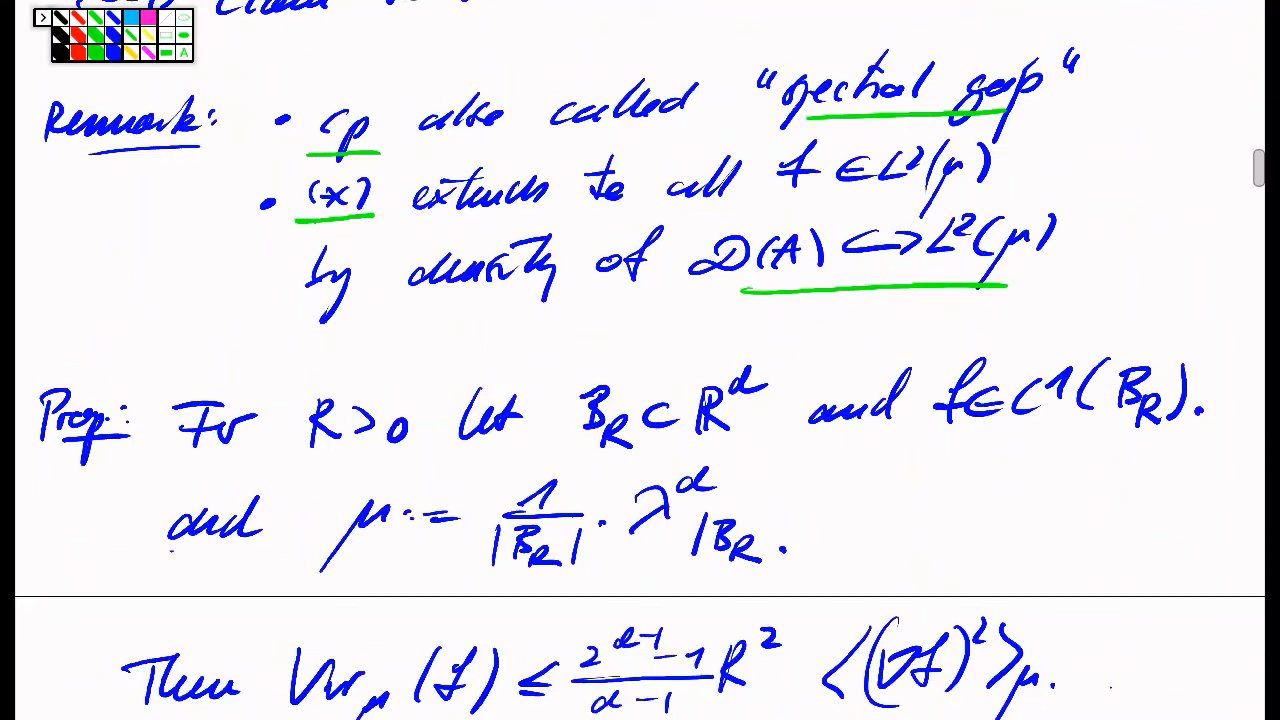 Remark: • cp also called "spectral gap"
• (*) extends to all f ∈ L²(μ)
by density of D(A) ↪ L²(μ)
Prop: For R>0 let B_R ⊂ ℝ^d and f ∈ C^1(B_R).
and μ := 1/|B_R| · λ^d |B_R.
Then Var_μ(f) ≤ (2^{d-1} - 1)/(d-1) R² ⟨(∇f)²⟩_μ.